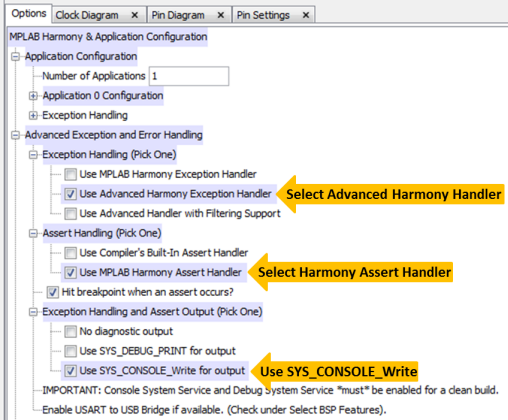 Options Clock Diagram Pin Diagram Pin Settings
MPLAB Harmony & Application Configuration
Application Configuration
Number of Applications 1
Application 0 Configuration
Exception Handling
Advanced Exception and Error Handling
Exception Handling (Pick One)
Use MPLAB Harmony Exception Handler
Use Advanced Harmony Exception Handler Select Advanced Harmony Handler
Use Advanced Handler with Filtering Support
Assert Handling (Pick One)
Use Compiler's Built-In Assert Handler
Use MPLAB Harmony Assert Handler Select Harmony Assert Handler
Hit breakpoint when an assert occurs?
Exception Handling and Assert Output (Pick One)
No diagnostic output
Use SYS_DEBUG_PRINT for output
Use SYS_CONSOLE_Write for output Use SYS_CONSOLE_Write
IMPORTANT: Console System Service and Debug System Service *must* be enabled for a clean build.
Enable USART to USB Bridge if available. (Check under Select BSP Features).